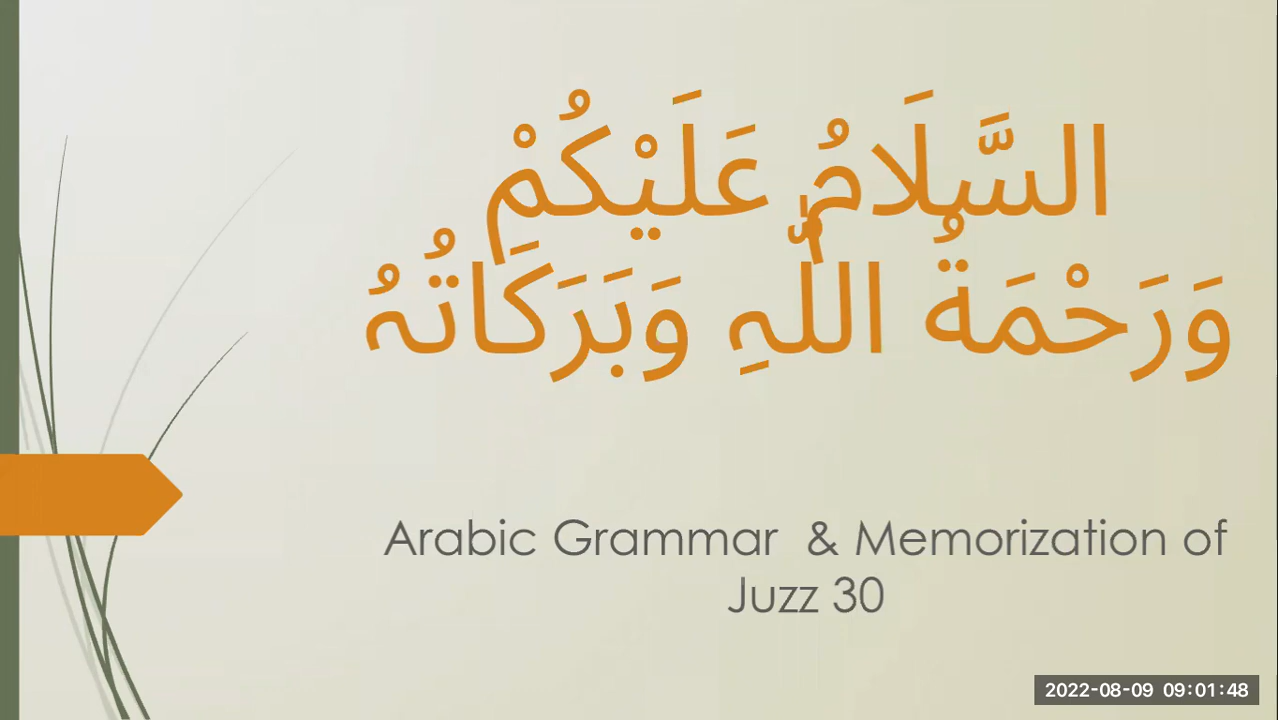 السَّلَامُ عَلَيْكُمْ
وَرَحْمَةُ اللّٰہِ وَبَرَكَاتُہُ
Arabic Grammar & Memorization of
Juzz 30
2022-08-09 09:01:48